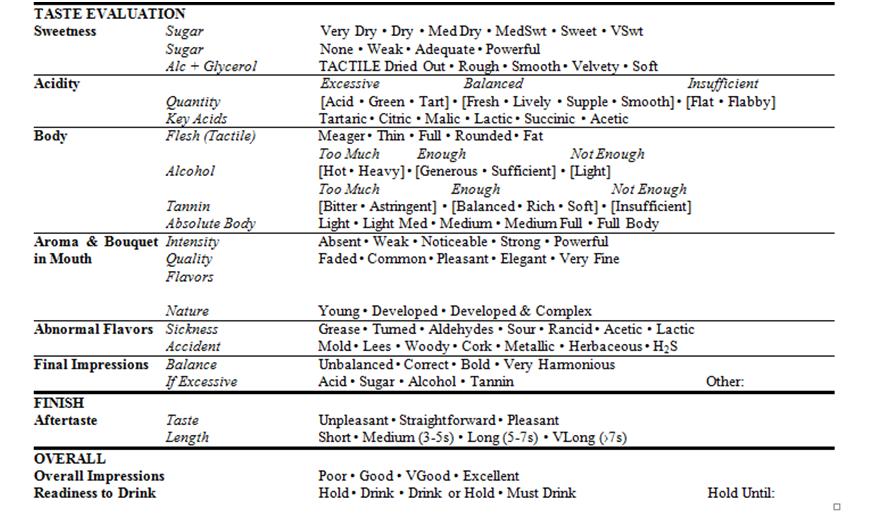 TASTE EVALUATION
Sweetness Sugar Very Dry • Dry • Med Dry • MedSwt • Sweet • VSwt
Sugar None • Weak • Adequate • Powerful
Alc + Glycerol TACTILE Dried Out • Rough • Smooth • Velvety • Soft
Acidity Excessive Balanced Insufficient
Quantity [Acid • Green • Tart] • [Fresh • Lively • Supple • Smooth] • [Flat • Flabby]
Key Acids Tartaric • Citric • Malic • Lactic • Succinic • Acetic
Body Flesh (Tactile) Meager • Thin • Full • Rounded • Fat
Too Much Enough Not Enough
Alcohol [Hot • Heavy] • [Generous • Sufficient] • [Light]
Too Much Enough Not Enough
Tannin [Bitter • Astringent] • [Balanced • Rich • Soft] • [Insufficient]
Absolute Body Light • Light Med • Medium • Medium Full • Full Body
Aroma & Bouquet Intensity Absent • Weak • Noticeable • Strong • Powerful
in Mouth Quality Faded • Common • Pleasant • Elegant • Very Fine
Flavors
Nature Young • Developed • Developed & Complex
Abnormal Flavors Sickness Grease • Turned • Aldehydes • Sour • Rancid • Acetic • Lactic
Accident Mold • Lees • Woody • Cork • Metallic • Herbaceous • H₂S
Final Impressions Balance Unbalanced • Correct • Bold • Very Harmonious
If Excessive Acid • Sugar • Alcohol • Tannin Other:
FINISH
Aftertaste Taste Unpleasant • Straightforward • Pleasant
Length Short • Medium (3-5s) • Long (5-7s) • VLong (›7s)
OVERALL
Overall Impressions Poor • Good • VGood • Excellent
Readiness to Drink Hold • Drink • Drink or Hold • Must Drink Hold Until: